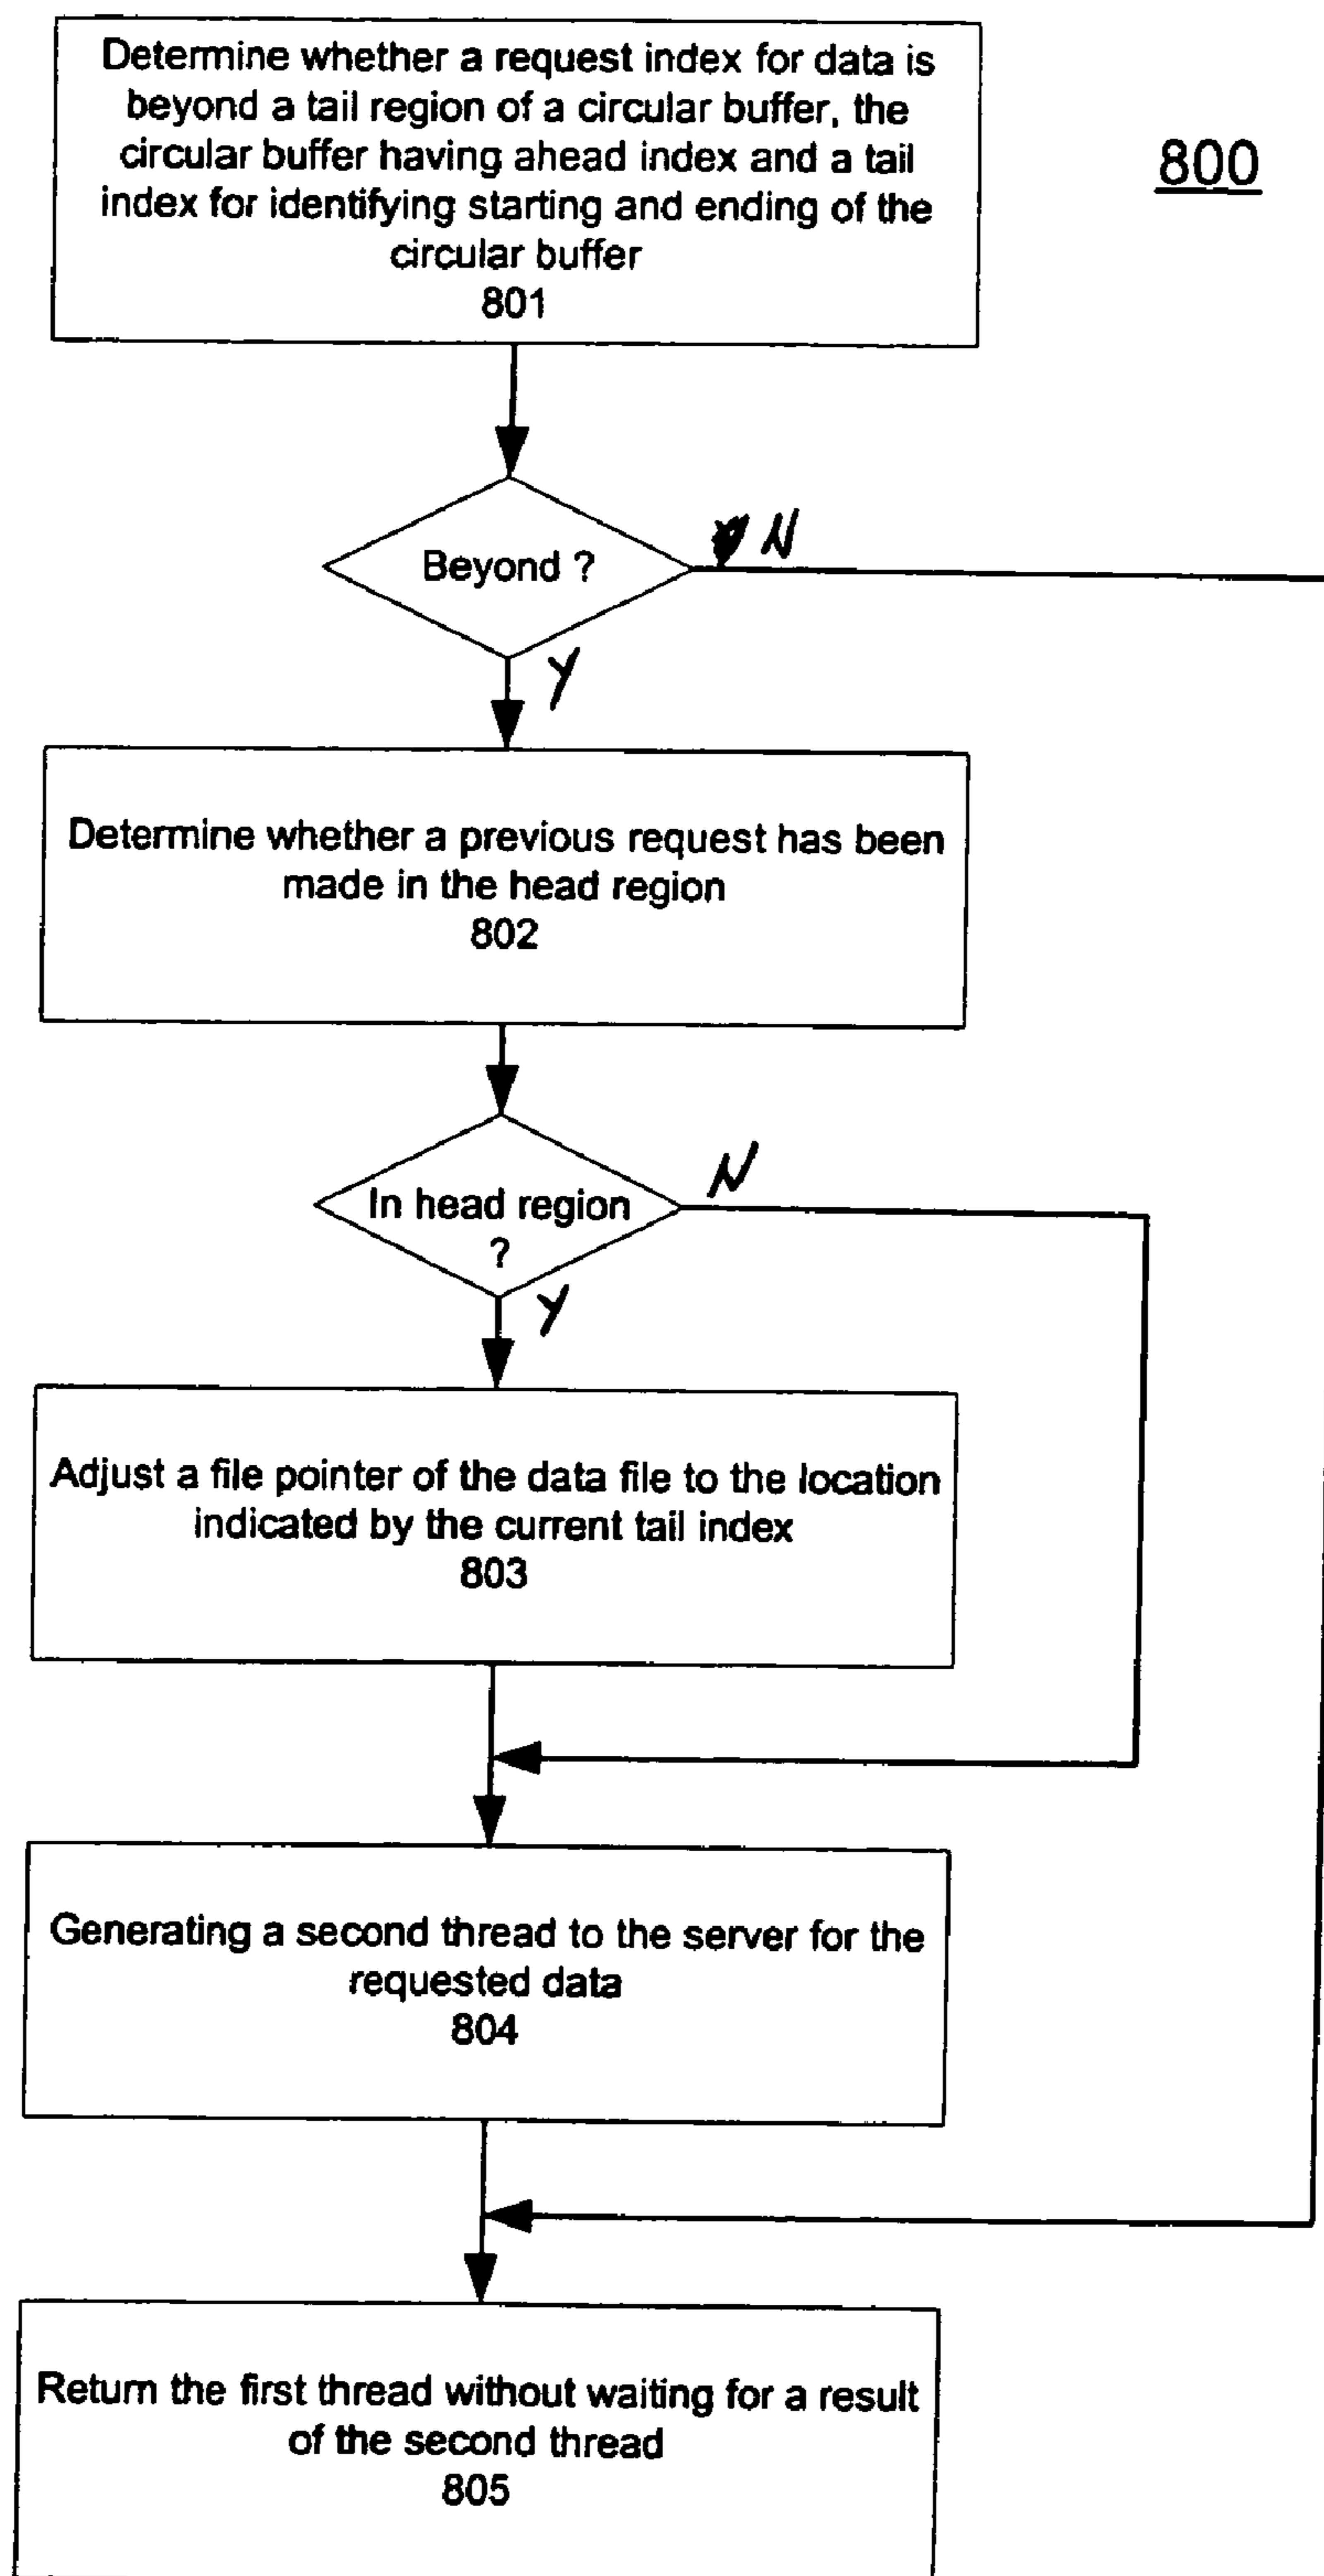 Determine whether a request index for data is
beyond a tail region of a circular buffer, the
circular buffer having ahead index and a tail
index for identifying starting and ending of the
circular buffer
801
800
Beyond ?
N
Y
Determine whether a previous request has been
made in the head region
802
In head region
?
N
Y
Adjust a file pointer of the data file to the location
indicated by the current tail index
803
Generating a second thread to the server for the
requested data
804
Return the first thread without waiting for a result
of the second thread
805